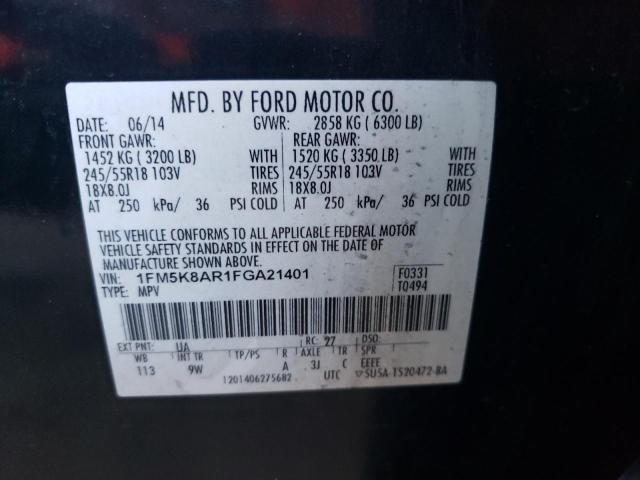 MFD. BY FORD MOTOR CO.
DATE: 06/14 GVWR: 2858 KG ( 6300 LB)
FRONT GAWR: REAR GAWR:
1452 KG ( 3200 LB) WITH 1520 KG ( 3350 LB) WITH
245/55R18 103V TIRES 245/55R18 103V TIRES
18X8.0J RIMS 18X8.0J RIMS
AT 250 kPa/ 36 PSI COLD AT 250 kPa/ 36 PSI COLD
THIS VEHICLE CONFORMS TO ALL APPLICABLE FEDERAL MOTOR
VEHICLE SAFETY STANDARDS IN EFFECT ON THE DATE OF
MANUFACTURE SHOWN ABOVE.
VIN: 1FM5K8AR1FGA21401 F0331
TYPE: MPV T0494
EXT PNT: UA RC: 27 DSO:
WB INT TR TP/PS R AXLE TR SPR
113 9W A 3J C EEEE
1201406275682 UTC ▽5USA-1520472-BA